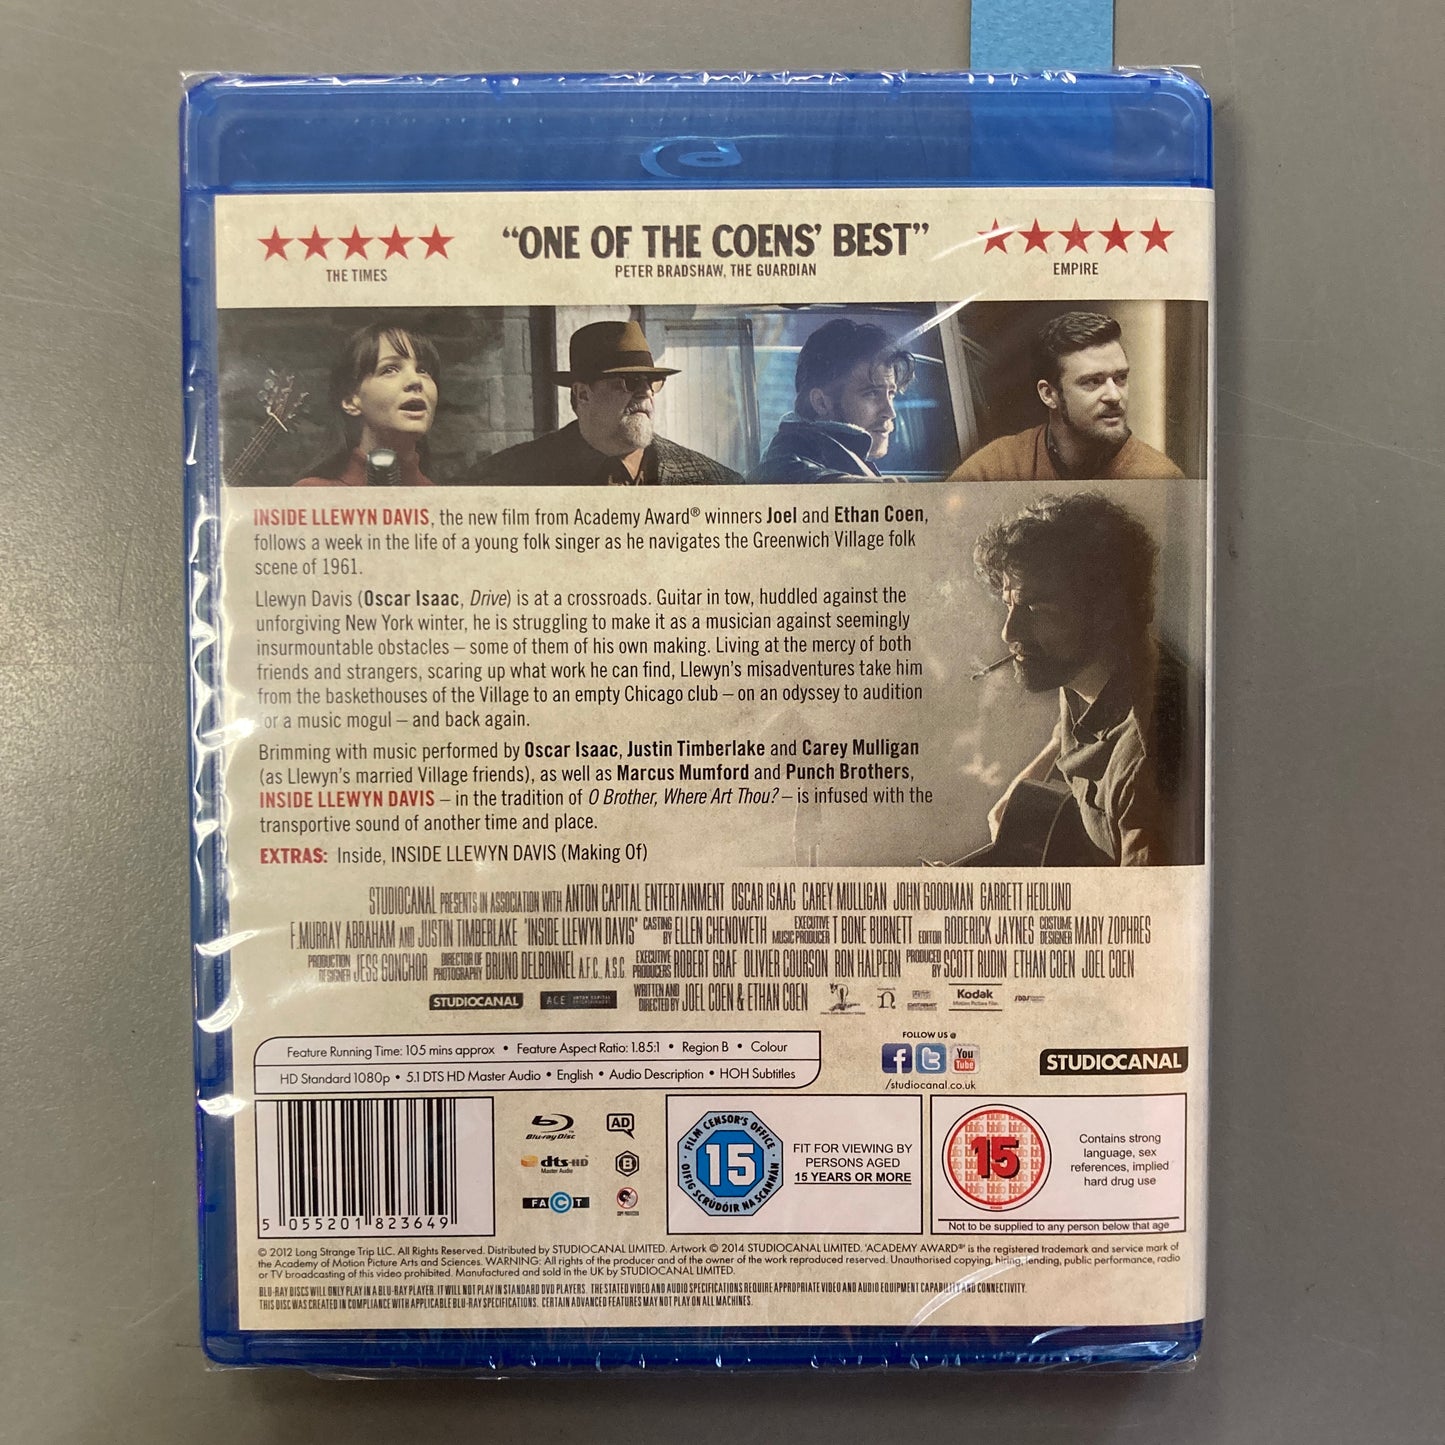 "ONE OF THE COENS' BEST"
THE TIMES
PETER BRADSHAW, THE GUARDIAN
EMPIRE
INSIDE LLEWYN DAVIS, the new film from Academy Award® winners Joel and Ethan Coen,
follows a week in the life of a young folk singer as he navigates the Greenwich Village folk
scene of 1961.
Llewyn Davis (Oscar Isaac, Drive) is at a crossroads. Guitar in tow, huddled against the
unforgiving New York winter, he is struggling to make it as a musician against seemingly
insurmountable obstacles – some of them of his own making. Living at the mercy of both
friends and strangers, scaring up what work he can find, Llewyn's misadventures take him
from the baskethouses of the Village to an empty Chicago club – on an odyssey to audition
for a music mogul – and back again.
Brimming with music performed by Oscar Isaac, Justin Timberlake and Carey Mulligan
(as Llewyn's married Village friends), as well as Marcus Mumford and Punch Brothers,
INSIDE LLEWYN DAVIS – in the tradition of O Brother, Where Art Thou? – is infused with the
transportive sound of another time and place.
EXTRAS: Inside, INSIDE LLEWYN DAVIS (Making Of)
STUDIOCANAL PRESENTS IN ASSOCIATION WITH ANTON CAPITAL ENTERTAINMENT OSCAR ISAAC CAREY MULLIGAN JOHN GOODMAN GARRETT HEDLUND
F. MURRAY ABRAHAM AND JUSTIN TIMBERLAKE 'INSIDE LLEWYN DAVIS' CASTING BY ELLEN CHENOWETH EXECUTIVE MUSIC PRODUCER T BONE BURNETT EDITOR RODERICK JAYNES COSTUME DESIGNER MARY ZOPHRES
PRODUCTION DESIGNER JESS GONCHOR DIRECTOR OF PHOTOGRAPHY BRUNO DELBONNEL A.F.C., A.S.C. EXECUTIVE PRODUCERS ROBERT GRAF OLIVIER COURSON RON HALPERN PRODUCED BY SCOTT RUDIN ETHAN COEN JOEL COEN
STUDIOCANAL ACE ANTON CAPITAL ENTERTAINMENT WRITTEN AND DIRECTED BY JOEL COEN & ETHAN COEN Kodak Motion Picture Film SDDS
Feature Running Time: 105 mins approx • Feature Aspect Ratio: 1.85:1 • Region B • Colour
HD Standard 1080p • 5.1 DTS HD Master Audio • English • Audio Description • HOH Subtitles
FOLLOW US @
f t You Tube
/studiocanal.co.uk
STUDIOCANAL
5 055201 823649
Blu-ray Disc
AD
dts-HD
Master Audio
B
FACT
COPY PROTECTED
FILM CENSOR'S OFFICE
15
OIFIG SCRÚDÓIR NA SCANNÁN
FIT FOR VIEWING BY
PERSONS AGED
15 YEARS OR MORE
bbfc
15
Contains strong
language, sex
references, implied
hard drug use
Not to be supplied to any person below that age
© 2012 Long Strange Trip LLC. All Rights Reserved. Distributed by STUDIOCANAL LIMITED. Artwork © 2014 STUDIOCANAL LIMITED. 'ACADEMY AWARD®' is the registered trademark and service mark of
the Academy of Motion Picture Arts and Sciences. WARNING: All rights of the producer and of the owner of the work reproduced reserved. Unauthorised copying, hiring, lending, public performance, radio
or TV broadcasting of this video prohibited. Manufactured and sold in the UK by STUDIOCANAL LIMITED.
BLU-RAY DISCS WILL ONLY PLAY IN A BLU-RAY PLAYER. IT WILL NOT PLAY IN STANDARD DVD PLAYERS. THE STATED VIDEO AND AUDIO SPECIFICATIONS REQUIRE APPROPRIATE VIDEO AND AUDIO EQUIPMENT CAPABILITY AND CONNECTIVITY.
THIS DISC WAS CREATED IN COMPLIANCE WITH APPLICABLE BLU-RAY SPECIFICATIONS. CERTAIN ADVANCED FEATURES MAY NOT PLAY ON ALL MACHINES.